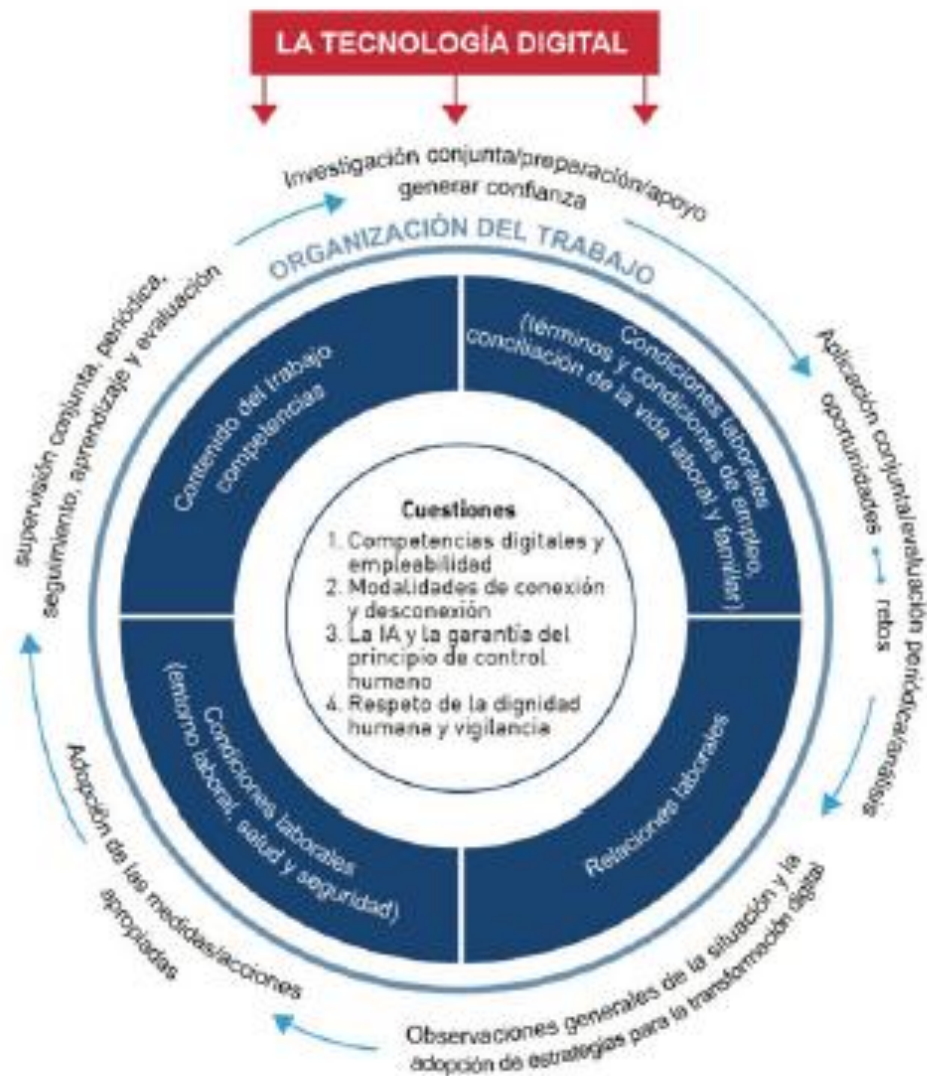 LA TECNOLOGÍA DIGITAL
Investigación conjunta/preparación/apoyo
generar confianza
ORGANIZACIÓN DEL TRABAJO
Aplicación conjunta/evaluación periódica/análisis
oportunidades
retos
Observaciones generales de la situación y la
adopción de estrategias para la transformación digital
Adopción de las medidas/acciones
apropiadas
supervisión conjunta, periódica,
seguimiento, aprendizaje y evaluación
Contenido del trabajo
competencias
Condiciones laborales
(términos y condiciones de empleo,
conciliación de la vida laboral y familiar)
Relaciones laborales
Condiciones laborales
(entorno laboral, salud y seguridad)
Cuestiones
1. Competencias digitales y
empleabilidad
2. Modalidades de conexión
y desconexión
3. La IA y la garantía del
principio de control
humano
4. Respeto de la dignidad
humana y vigilancia